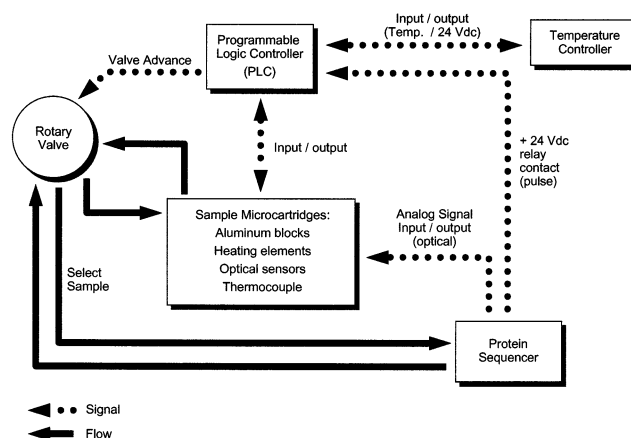 Programmable
Logic Controller
(PLC)
Input / output
(Temp. / 24 Vdc)
Temperature
Controller
Valve Advance
Rotary
Valve
Input / output
+ 24 Vdc
relay
contact
(pulse)
Sample Microcartridges:
Aluminum blocks
Heating elements
Optical sensors
Thermocouple
Analog Signal
Input / output
(optical)
Select
Sample
Protein
Sequencer
Signal
Flow